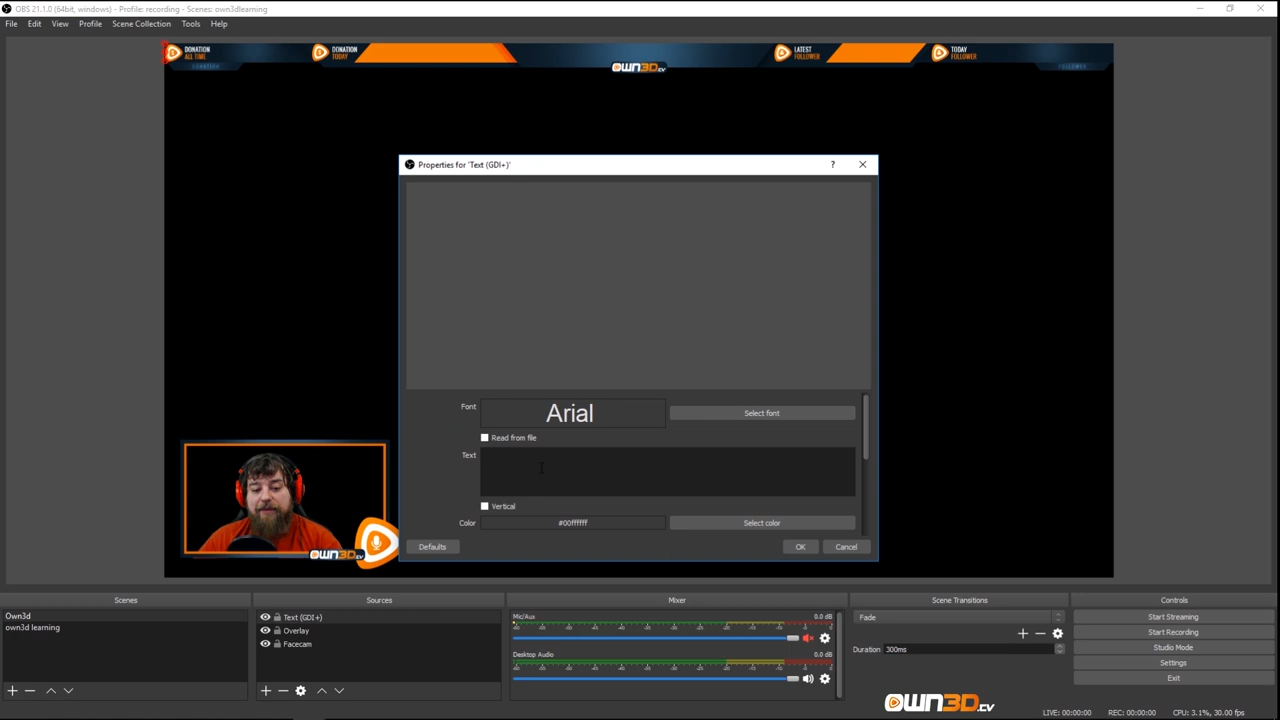 OBS 21.1.0 (64bit, windows) - Profile: recording - Scenes: own3dlearning
File Edit View Profile Scene Collection Tools Help
DONATION
ALL TIME
DONATION
TODAY
LATEST
FOLLOWER
TODAY
FOLLOWER
DONATION
OWN3D.TV
FOLLOWER
Properties for 'Text (GDI+)'
?
Font
Arial
Select font
Read from file
Text
Vertical
Color
#00ffffff
Select color
Defaults
OK
Cancel
OWN3D.TV
Scenes
Own3d
own3d learning
Sources
Text (GDI+)
Overlay
Facecam
Mixer
Mic/Aux 0.0 dB
Desktop Audio 0.0 dB
Scene Transitions
Fade
Duration 300ms
Controls
Start Streaming
Start Recording
Studio Mode
Settings
Exit
OWN3D.TV
LIVE: 00:00:00 REC: 00:00:00 CPU: 3.1%, 30.00 fps